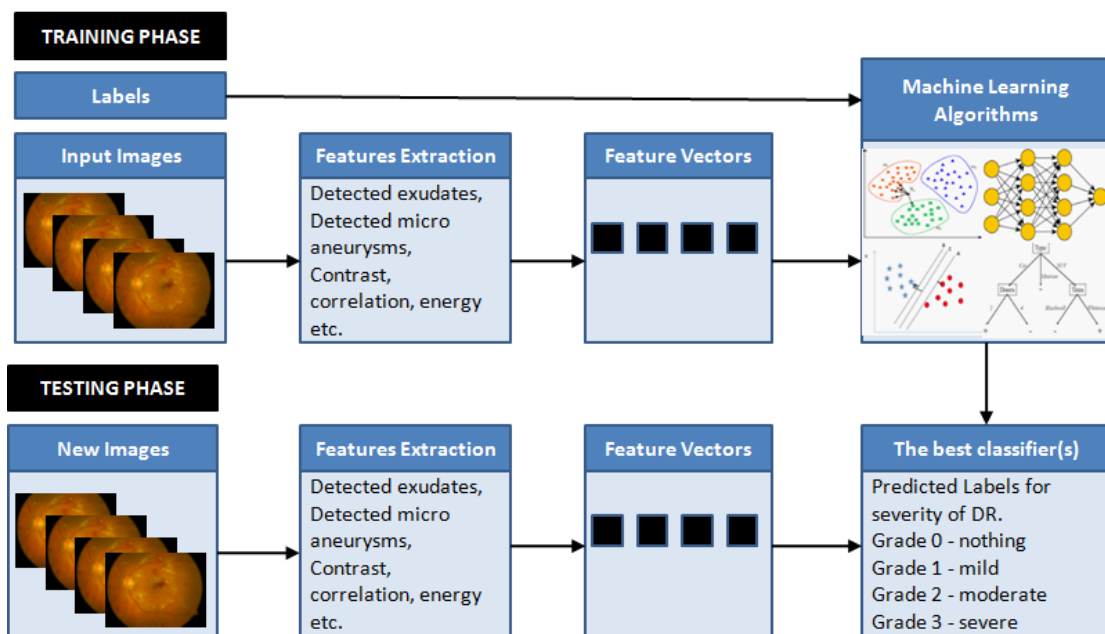 TRAINING PHASE
Labels
Machine Learning
Algorithms
Input Images
Features Extraction
Feature Vectors
Detected exudates,
Detected micro
aneurysms,
Contrast,
correlation, energy
etc.
TESTING PHASE
New Images
Features Extraction
Feature Vectors
The best classifier(s)
Detected exudates,
Detected micro
aneurysms,
Contrast,
correlation, energy
etc.
Predicted Labels for
severity of DR.
Grade 0 - nothing
Grade 1 - mild
Grade 2 - moderate
Grade 3 - severe